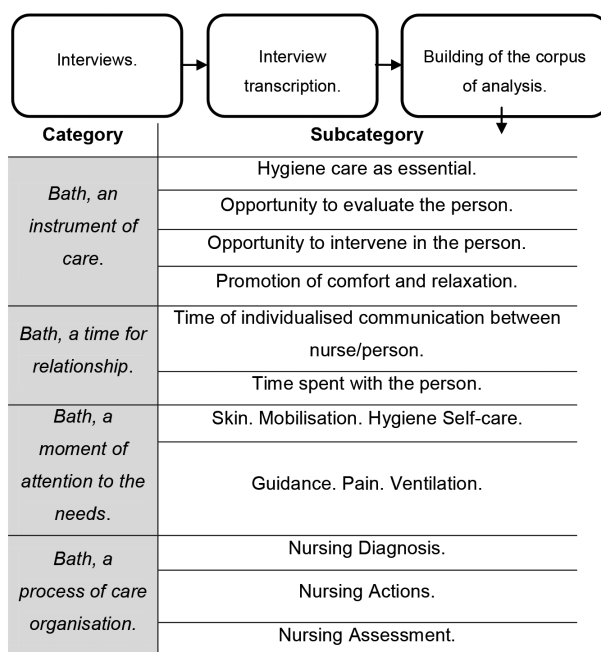 Interviews.
Interview
transcription.
Building of the corpus
of analysis.
Category
Subcategory
Bath, an
instrument of
care.
Hygiene care as essential.
Opportunity to evaluate the person.
Opportunity to intervene in the person.
Promotion of comfort and relaxation.
Bath, a time for
relationship.
Time of individualised communication between
nurse/person.
Time spent with the person.
Bath, a
moment of
attention to the
needs.
Skin. Mobilisation. Hygiene Self-care.
Guidance. Pain. Ventilation.
Bath, a
process of care
organisation.
Nursing Diagnosis.
Nursing Actions.
Nursing Assessment.